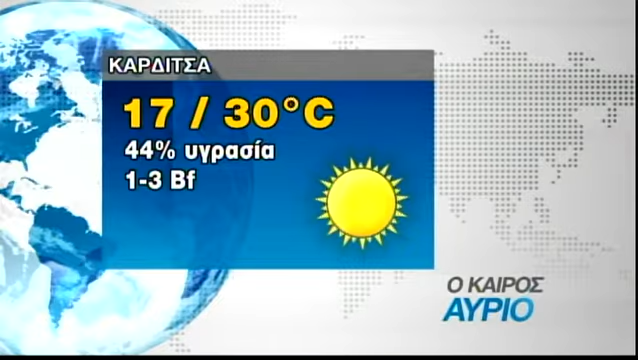 ΚΑΡΔΙΤΣΑ
17 / 30°C
44% υγρασία
1-3 Bf
Ο ΚΑΙΡΟΣ
ΑΥΡΙΟ